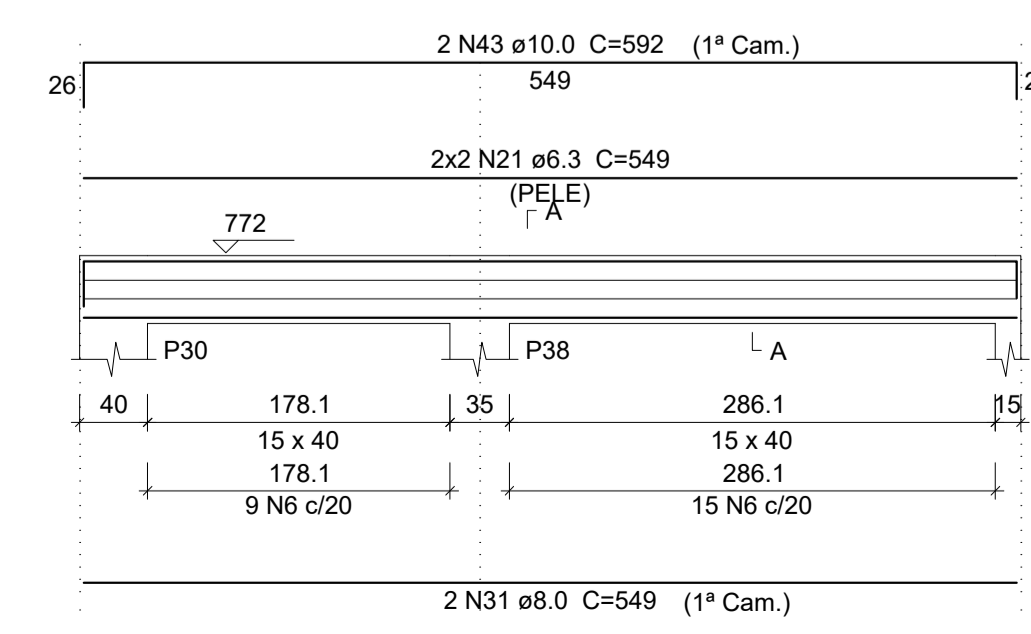 2 N43 ø10.0 C=592 (1ª Cam.)
26
549
2x2 N21 ø6.3 C=549
(PELE)
A
772
P30
P38
A
40
178.1
35
286.1
15
15 x 40
15 x 40
178.1
286.1
9 N6 c/20
15 N6 c/20
2 N31 ø8.0 C=549 (1ª Cam.)